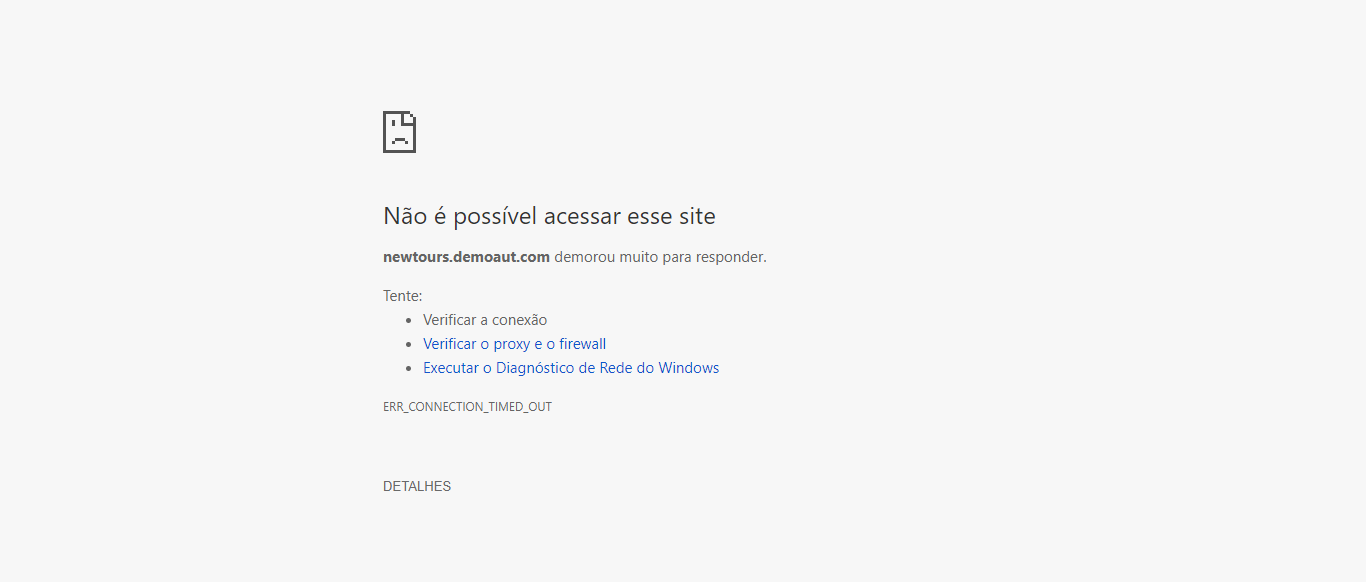 Não é possível acessar esse site
newtours.demoaut.com demorou muito para responder.
Tente:
Verificar a conexão
Verificar o proxy e o firewall
Executar o Diagnóstico de Rede do Windows
ERR_CONNECTION_TIMED_OUT
DETALHES